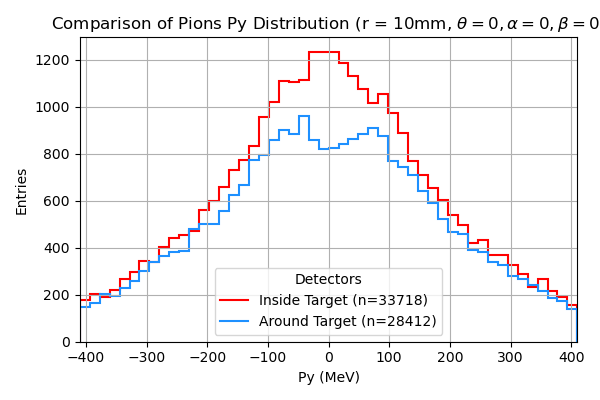 Comparison of Pions Py Distribution (r = 10mm, θ = 0, α = 0, β = 0
1200
1000
800
600
400
200
0
Entries
Detectors
Inside Target (n=33718)
Around Target (n=28412)
−400 −300 −200 −100 0 100 200 300 400
Py (MeV)